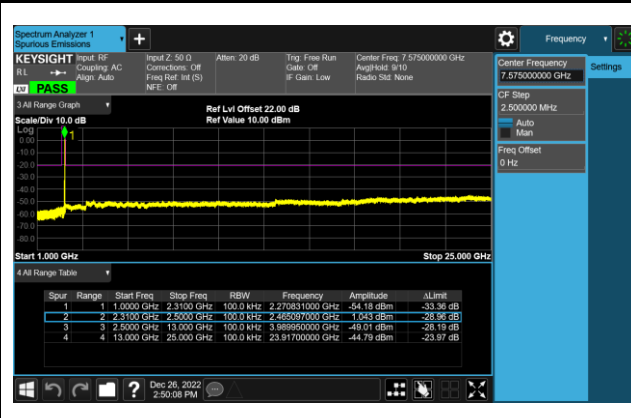 Spectrum Analyzer 1
Spurious Emissions
+
Frequency
KEYSIGHT
R L
LXI
PASS
Input: RF
Coupling: AC
Align: Auto
Input Z: 50 Ω
Corrections: Off
Freq Ref: Int (S)
NFE: Off
Atten: 20 dB
Trig: Free Run
Gate: Off
IF Gain: Low
Center Freq: 7.575000000 GHz
Avg|Hold: 9/10
Radio Std: None
Center Frequency
7.575000000 GHz
Settings
CF Step
2.500000 MHz
Auto
Man
Freq Offset
0 Hz
3 All Range Graph
Scale/Div 10.0 dB
Ref Lvl Offset 22.00 dB
Ref Value 10.00 dBm
Log
1
0.00
-10.0
-20.0
-30.0
-40.0
-50.0
-60.0
-70.0
-80.0
Start 1.000 GHz
Stop 25.000 GHz
4 All Range Table
Spur Range Start Freq Stop Freq RBW Frequency Amplitude ΔLimit
1 1 1.0000 GHz 2.3100 GHz 100.0 kHz 2.270831000 GHz -54.18 dBm -33.36 dB
2 2 2.3100 GHz 2.5000 GHz 100.0 kHz 2.465097000 GHz 1.043 dBm -28.96 dB
3 3 2.5000 GHz 13.000 GHz 100.0 kHz 3.989950000 GHz -49.01 dBm -28.19 dB
4 4 13.000 GHz 25.000 GHz 100.0 kHz 23.91700000 GHz -44.79 dBm -23.97 dB
?
Dec 26, 2022
2:50:08 PM